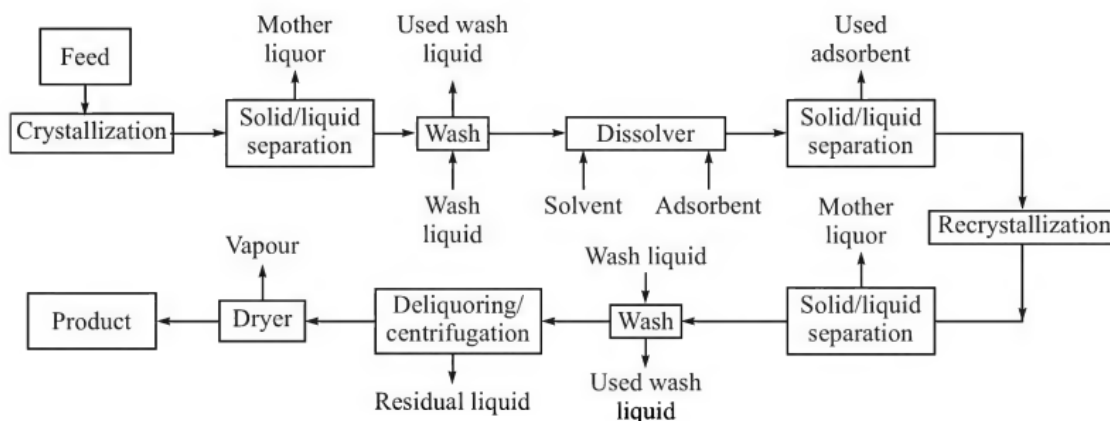 Mother
liquor
Used wash
liquid
Used
adsorbent
Feed
Crystallization
Solid/liquid
separation
Wash
Dissolver
Solid/liquid
separation
Wash
liquid
Solvent
Adsorbent
Mother
liquor
Recrystallization
Vapour
Wash liquid
Product
Dryer
Deliquoring/
centrifugation
Wash
Solid/liquid
separation
Residual liquid
Used wash
liquid